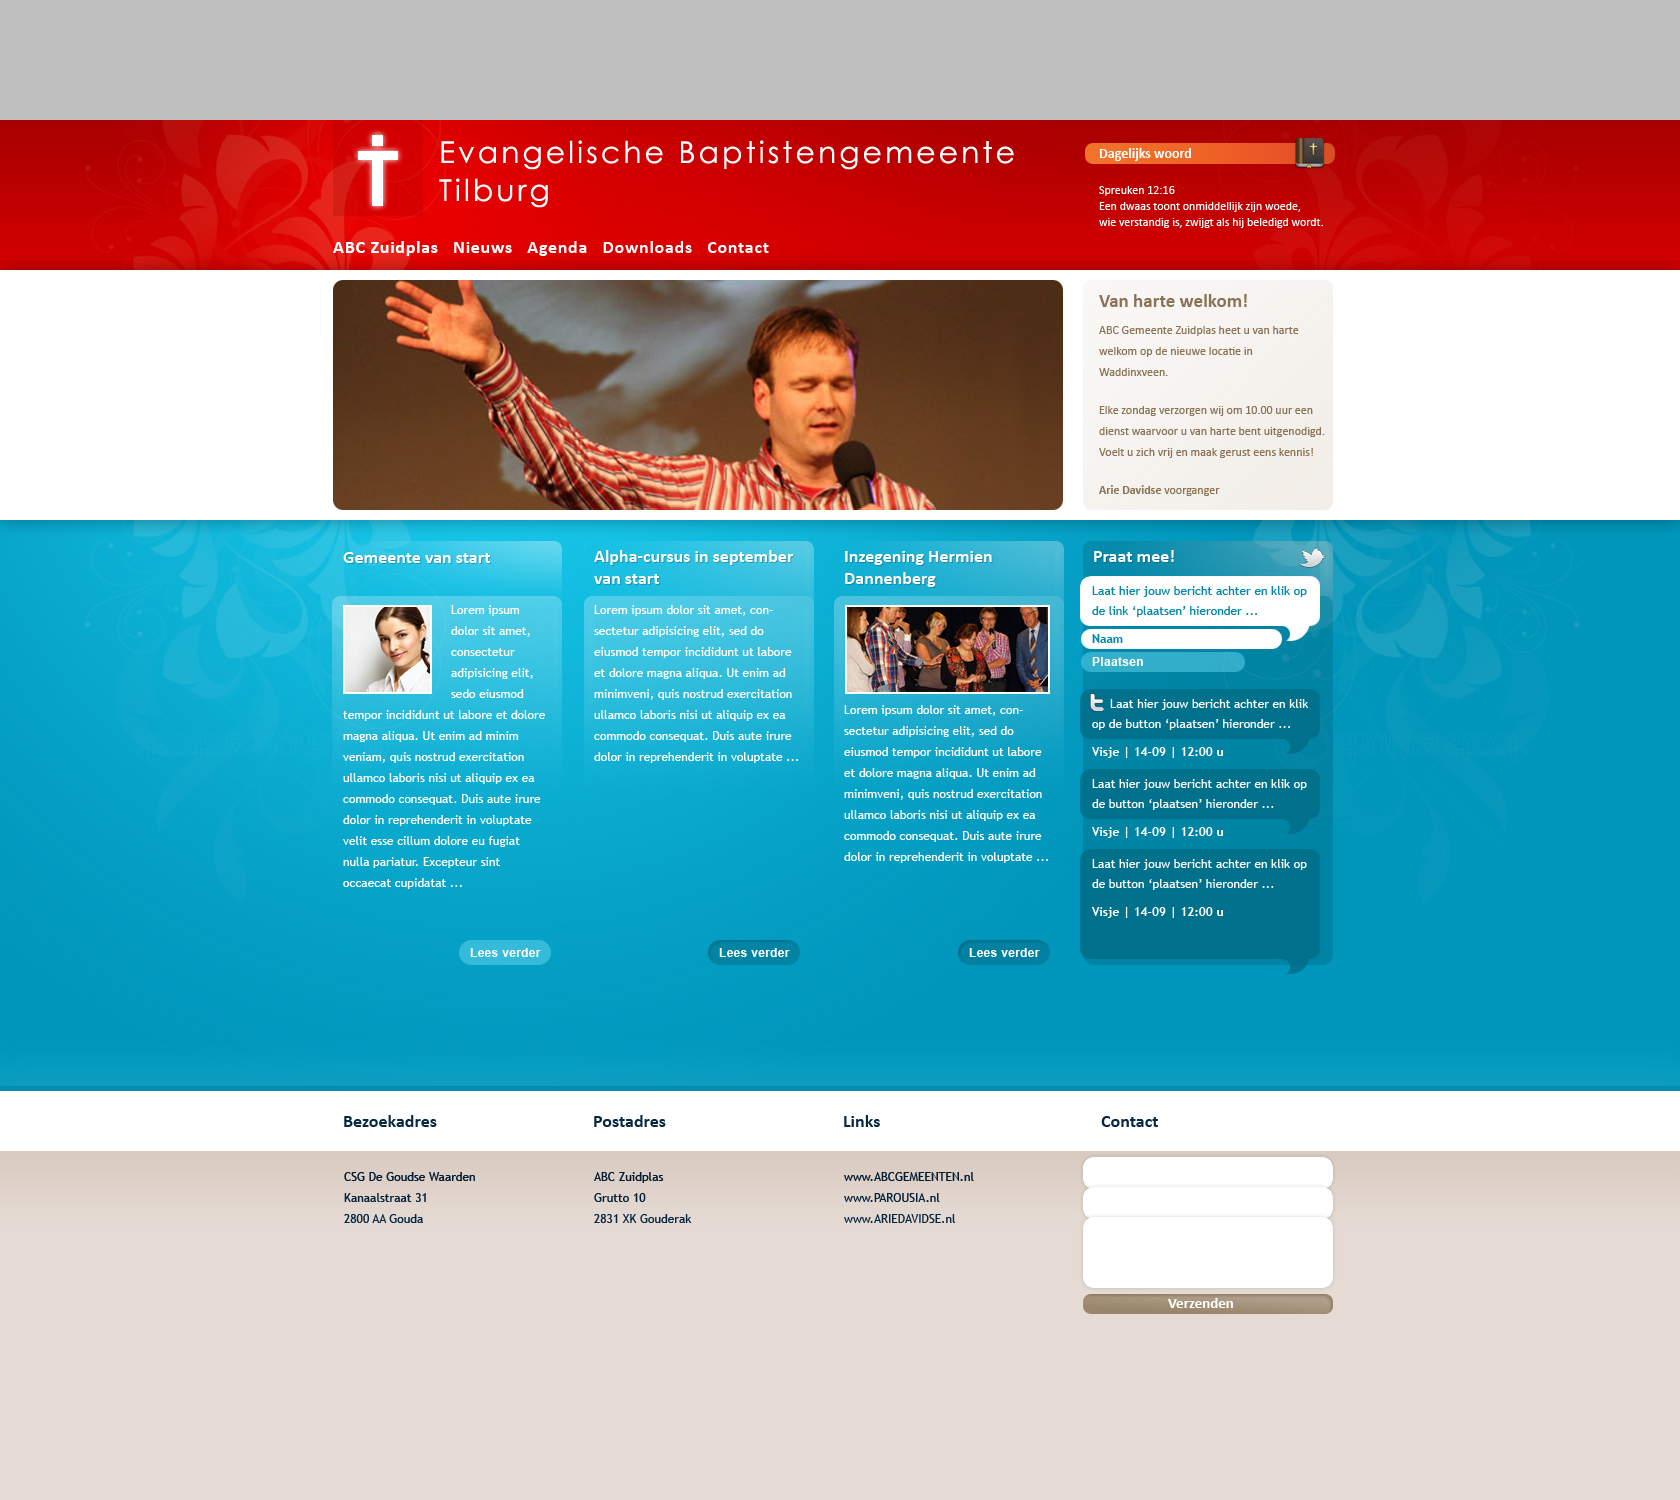 Evangelische Baptistengemeente
Tilburg
ABC Zuidplas Nieuws Agenda Downloads Contact
Dagelijks woord
Spreuken 12:16
Een dwaas toont onmiddellijk zijn woede,
wie verstandig is, zwijgt als hij beledigd wordt.
Van harte welkom!
ABC Gemeente Zuidplas heet u van harte
welkom op de nieuwe locatie in
Waddinxveen.
Elke zondag verzorgen wij om 10.00 uur een
dienst waarvoor u van harte bent uitgenodigd.
Voelt u zich vrij en maak gerust eens kennis!
Arie Davidse voorganger
Gemeente van start
Lorem ipsum
dolor sit amet,
consectetur
adipisicing elit,
sedo eiusmod
tempor incididunt ut labore et dolore
magna aliqua. Ut enim ad minim
veniam, quis nostrud exercitation
ullamco laboris nisi ut aliquip ex ea
commodo consequat. Duis aute irure
dolor in reprehenderit in voluptate
velit esse cillum dolore eu fugiat
nulla pariatur. Excepteur sint
occaecat cupidatat ...
Lees verder
Alpha-cursus in september
van start
Lorem ipsum dolor sit amet, con-
sectetur adipisicing elit, sed do
eiusmod tempor incididunt ut labore
et dolore magna aliqua. Ut enim ad
minimveni, quis nostrud exercitation
ullamco laboris nisi ut aliquip ex ea
commodo consequat. Duis aute irure
dolor in reprehenderit in voluptate ...
Lees verder
Inzegening Hermien
Dannenberg
Lorem ipsum dolor sit amet, con-
sectetur adipisicing elit, sed do
eiusmod tempor incididunt ut labore
et dolore magna aliqua. Ut enim ad
minimveni, quis nostrud exercitation
ullamco laboris nisi ut aliquip ex ea
commodo consequat. Duis aute irure
dolor in reprehenderit in voluptate ...
Lees verder
Praat mee!
Laat hier jouw bericht achter en klik op
de link ‘plaatsen’ hieronder ...
Naam
Plaatsen
Laat hier jouw bericht achter en klik
op de button ‘plaatsen’ hieronder ...
Visje | 14-09 | 12:00 u
Laat hier jouw bericht achter en klik op
de button ‘plaatsen’ hieronder ...
Visje | 14-09 | 12:00 u
Laat hier jouw bericht achter en klik op
de button ‘plaatsen’ hieronder ...
Visje | 14-09 | 12:00 u
Bezoekadres
CSG De Goudse Waarden
Kanaalstraat 31
2800 AA Gouda
Postadres
ABC Zuidplas
Grutto 10
2831 XK Gouderak
Links
www.ABCGEMEENTEN.nl
www.PAROUSIA.nl
www.ARIEDAVIDSE.nl
Contact
Verzenden